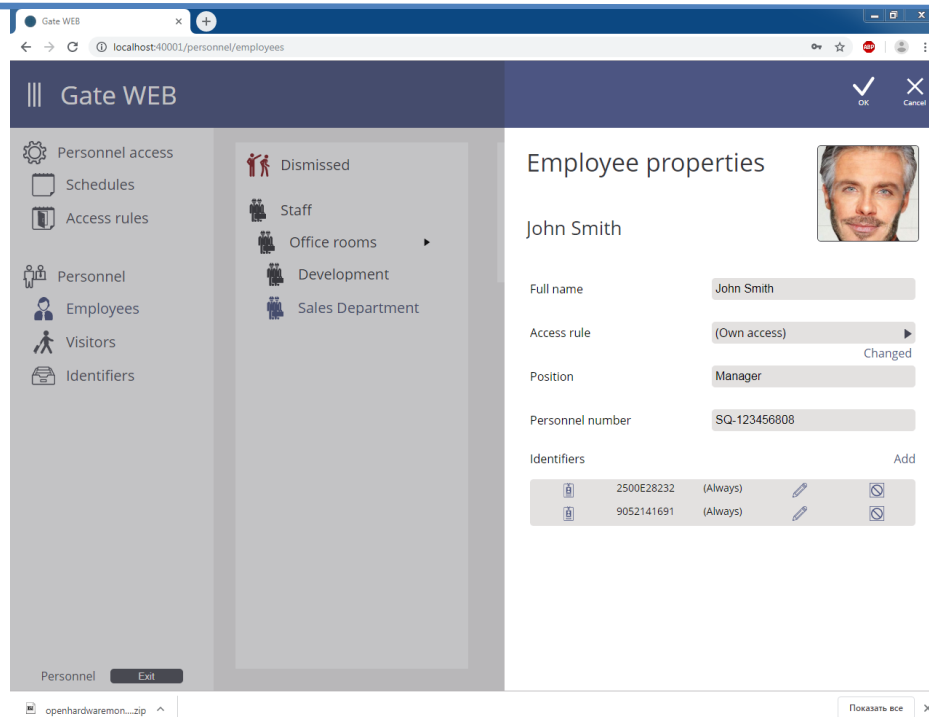 Gate WEB
localhost:40001/personnel/employees
ABP
Gate WEB
OK
Cancel
Personnel access
Schedules
Access rules
Personnel
Employees
Visitors
Identifiers
Personnel
Exit
Dismissed
Staff
Office rooms
Development
Sales Department
Employee properties
John Smith
Full name
John Smith
Access rule
(Own access)
Changed
Position
Manager
Personnel number
SQ-123456808
Identifiers
Add
2500E28232 (Always)
9052141691 (Always)
openhardwaremon....zip
Показать все